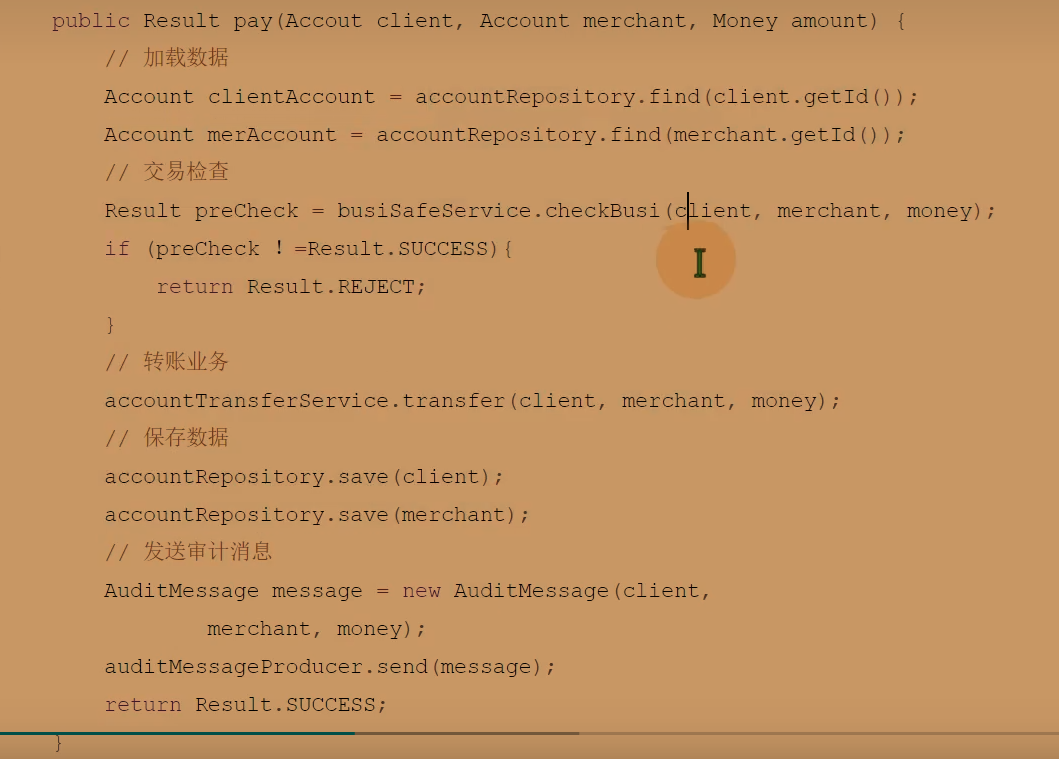 public Result pay(Accout client, Account merchant, Money amount) {
// 加载数据
Account clientAccount = accountRepository.find(client.getId());
Account merAccount = accountRepository.find(merchant.getId());
// 交易检查
Result preCheck = busiSafeService.checkBusi(client, merchant, money);
if (preCheck ！=Result.SUCCESS){
return Result.REJECT;
}
// 转账业务
accountTransferService.transfer(client, merchant, money);
// 保存数据
accountRepository.save(client);
accountRepository.save(merchant);
// 发送审计消息
AuditMessage message = new AuditMessage(client,
merchant, money);
auditMessageProducer.send(message);
return Result.SUCCESS;
}